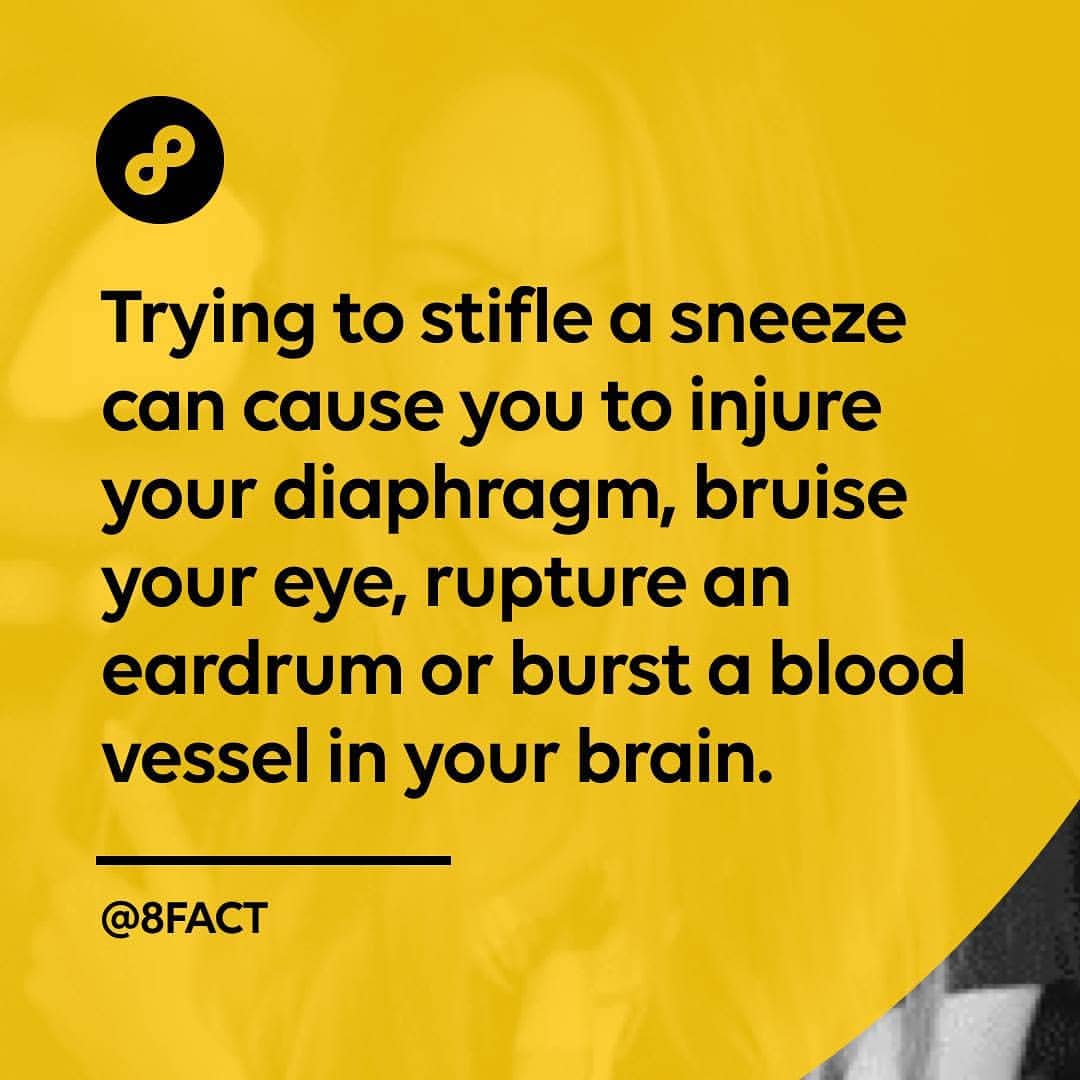 Trying to stifle a sneeze
can cause you to injure
your diaphragm, bruise
your eye, rupture an
eardrum or burst a blood
vessel in your brain.
@8FACT